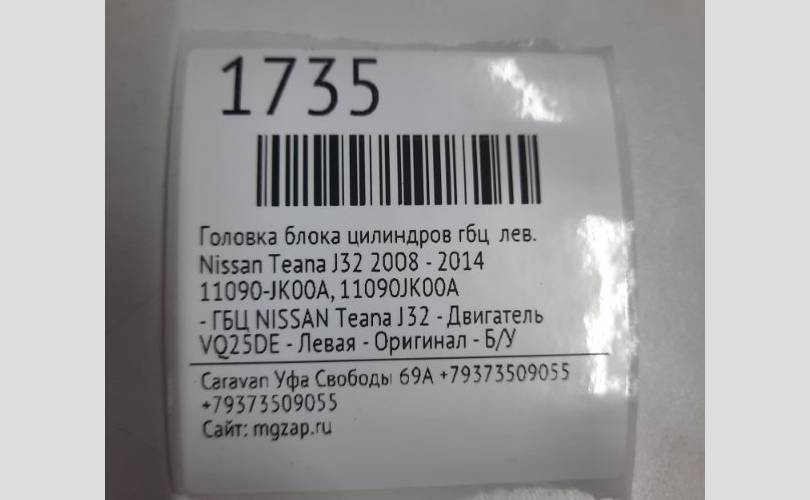 1735
Головка блока цилиндров гбц лев.
Nissan Teana J32 2008 - 2014
11090-JK00A, 11090JK00A
- ГБЦ NISSAN Teana J32 - Двигатель
VQ25DE - Левая - Оригинал - Б/У
Caravan Уфа Свободы 69А +79373509055
+79373509055
Сайт: mgzap.ru